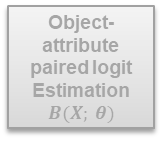 Object-
attribute
paired logit
Estimation
B(X; θ)